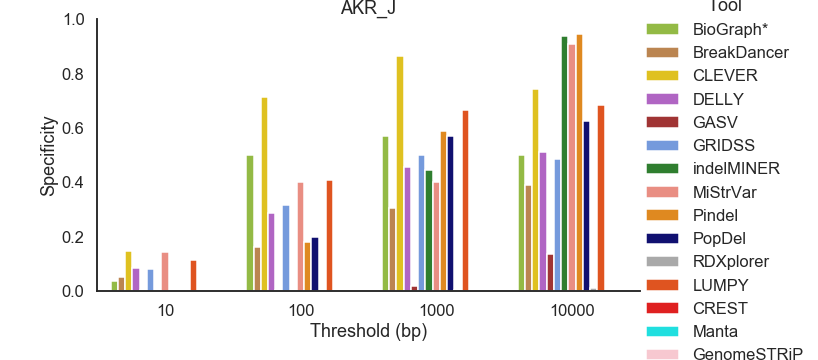 AKR_J
Tool
1.0
0.8
0.6
0.4
0.2
0.0
Specificity
10
100
1000
10000
Threshold (bp)
BioGraph*
BreakDancer
CLEVER
DELLY
GASV
GRIDSS
indelMINER
MiStrVar
Pindel
PopDel
RDXplorer
LUMPY
CREST
Manta
GenomeSTRiP